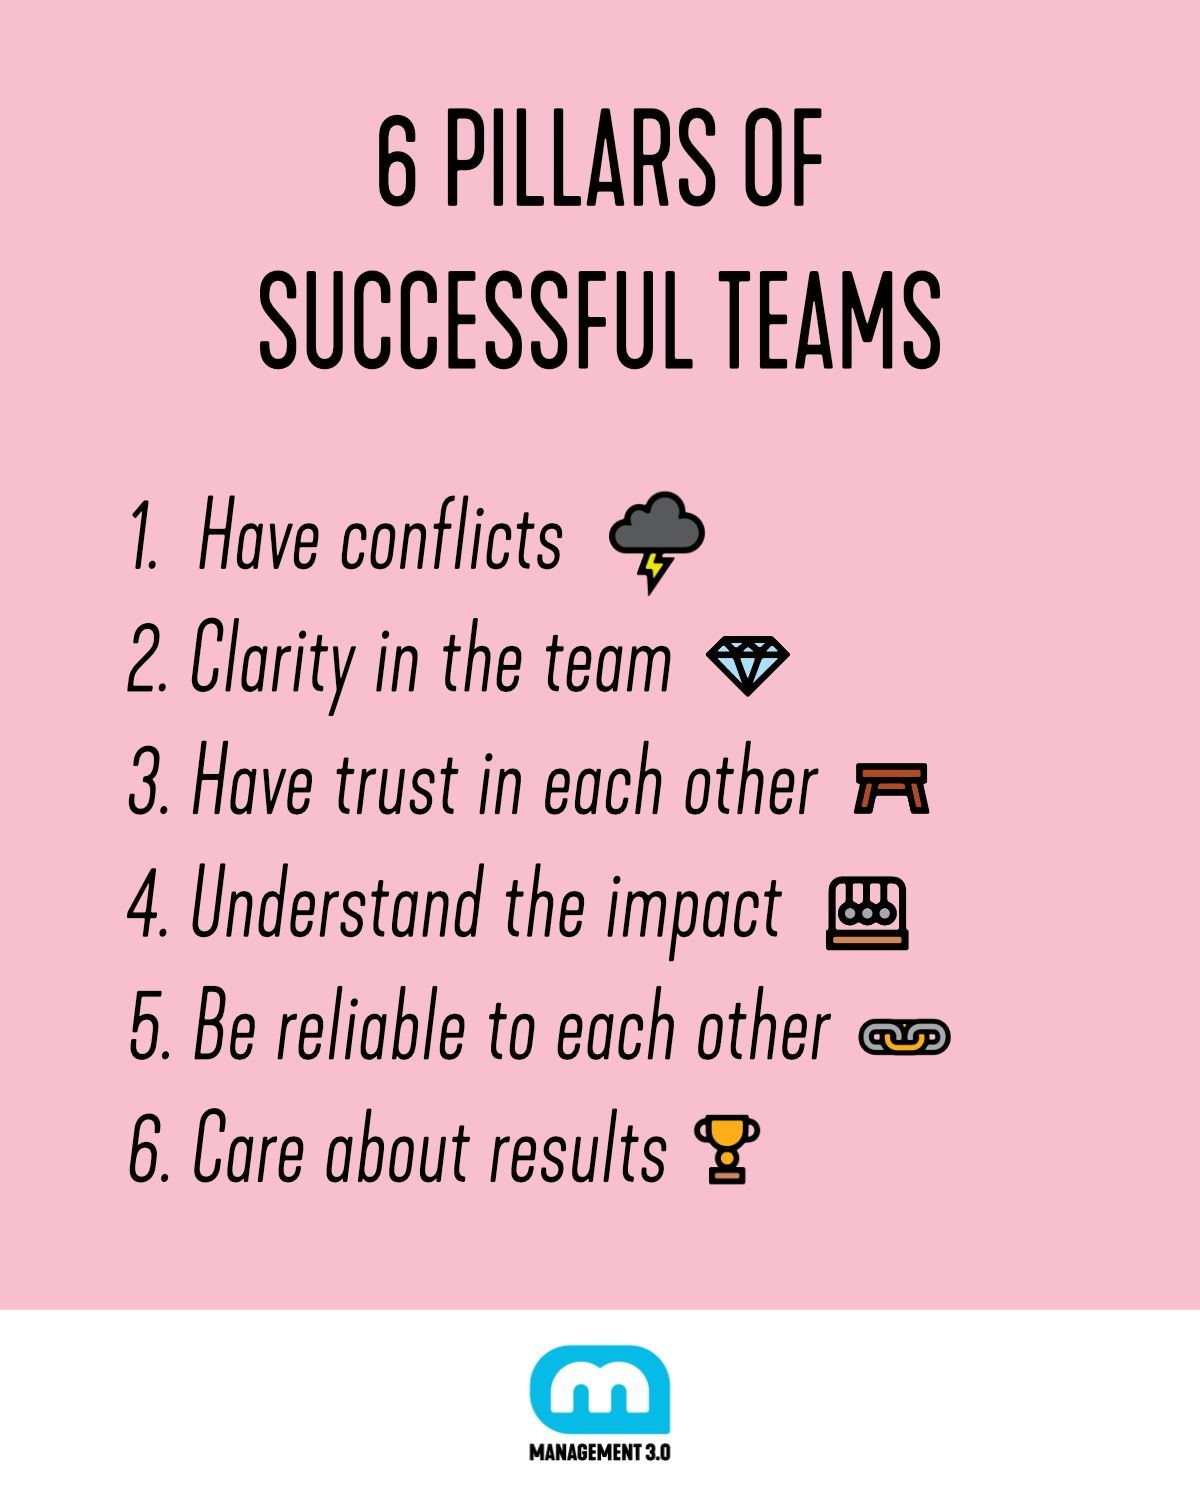 6 PILLARS OF
SUCCESSFUL TEAMS
1. Have conflicts
2. Clarity in the team
3. Have trust in each other
4. Understand the impact
5. Be reliable to each other
6. Care about results
m
MANAGEMENT 3.0